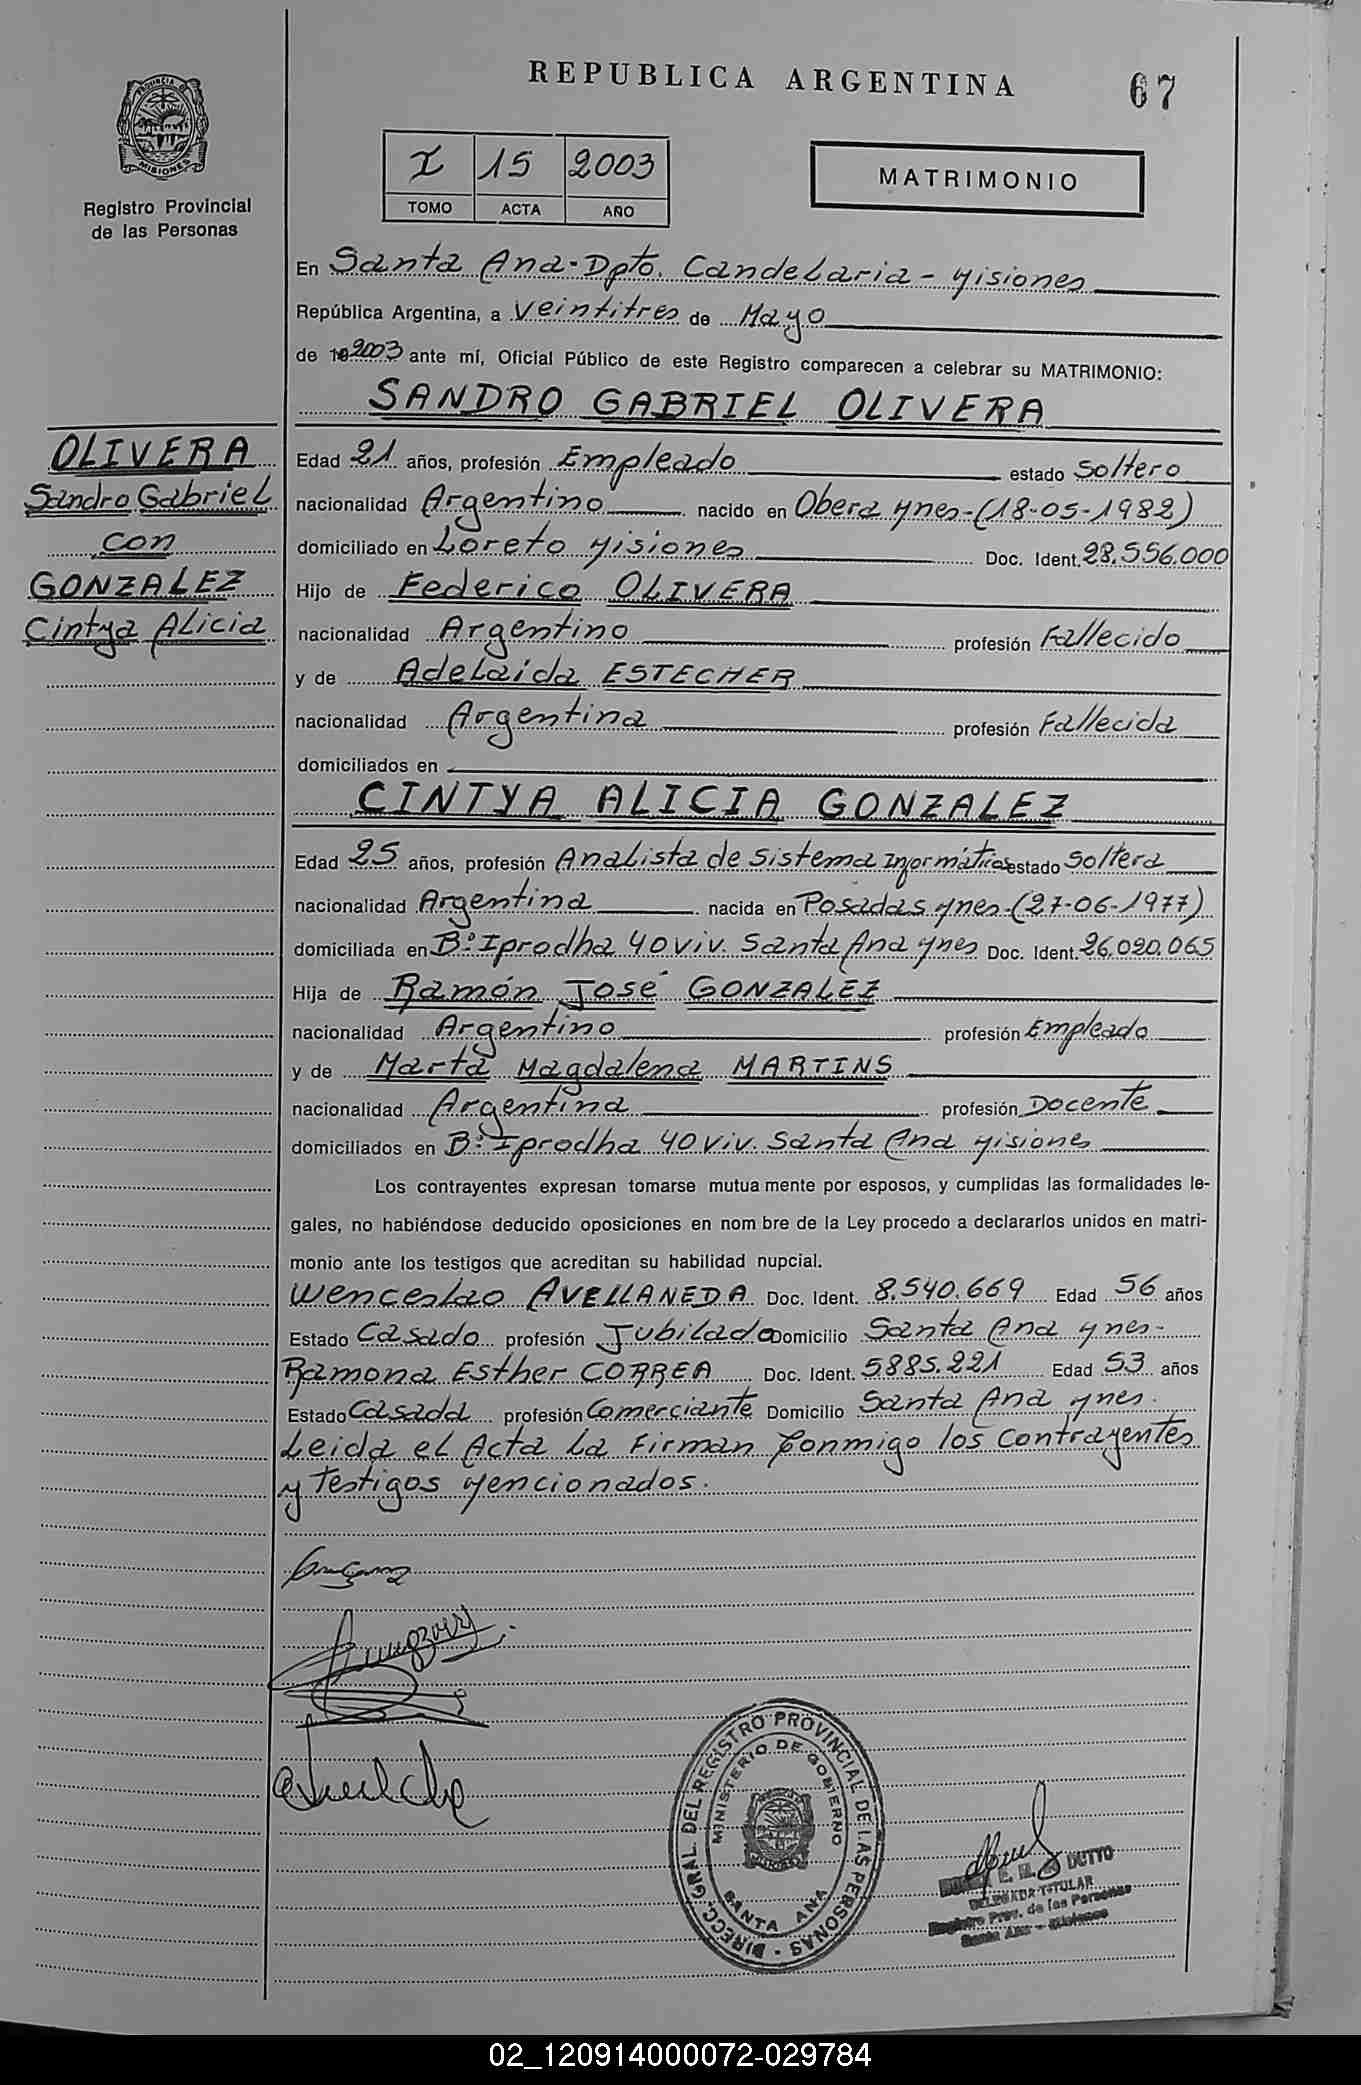 REPUBLICA ARGENTINA
67
PROVINCIA DE MISIONES
Registro Provincial
de las Personas
I 15 2003
TOMO ACTA AÑO
MATRIMONIO
En Santa Ana-Dpto. Candelaria - Misiones
República Argentina, a veintitres de Mayo
de 2003 ante mí, Oficial Público de este Registro comparecen a celebrar su MATRIMONIO:
SANDRO GABRIEL OLIVERA
OLIVERA
Sandro Gabriel
con
GONZALEZ
Cintya Alicia
Edad 21 años, profesión Empleado estado Soltero
nacionalidad Argentino nacido en Obera Mnes-(18-05-1982)
domiciliado en Loreto Misiones Doc. Ident. 28.556.000
Hijo de Federico OLIVERA
nacionalidad Argentino profesión Fallecido
y de Adelaida ESTECHER
nacionalidad Argentina profesión Fallecida
domiciliados en
CINTYA ALICIA GONZALEZ
Edad 25 años, profesión Analista de Sistema Informáticos estado Soltera
nacionalidad Argentina nacida en Posadas Mnes-(27-06-1977)
domiciliada en B: Iprodha 40 viv. Santa Ana Mnes Doc. Ident. 26.020.065
Hija de Ramón José GONZALEZ
nacionalidad Argentino profesión Empleado
y de Marta Magdalena MARTINS
nacionalidad Argentina profesión Docente
domiciliados en B: Iprodha 40 viv. Santa Ana Misiones
Los contrayentes expresan tomarse mutua mente por esposos, y cumplidas las formalidades le-
gales, no habiéndose deducido oposiciones en nom bre de la Ley procedo a declararlos unidos en matri-
monio ante los testigos que acreditan su habilidad nupcial.
Wenceslao AVELLANEDA Doc. Ident. 8.540.669 Edad 56 años
Estado Casado profesión Jubilado Domicilio Santa Ana Mnes-
Ramona Esther CORREA Doc. Ident. 5885.221 Edad 53 años
Estado Casada profesión Comerciante Domicilio Santa Ana Mnes.
Leida el Acta la Firman Conmigo los Contrayentes
y Testigos Mencionados.
DIRECC. GRAL. DEL REGISTRO PROVINCIAL DE LAS PERSONAS
MINISTERIO DE GOBIERNO
SANTA ANA
DUTTO
DELEGADA TITULAR
Registro Prov. de las Personas
Santa Ana - Misiones
02_120914000072-029784